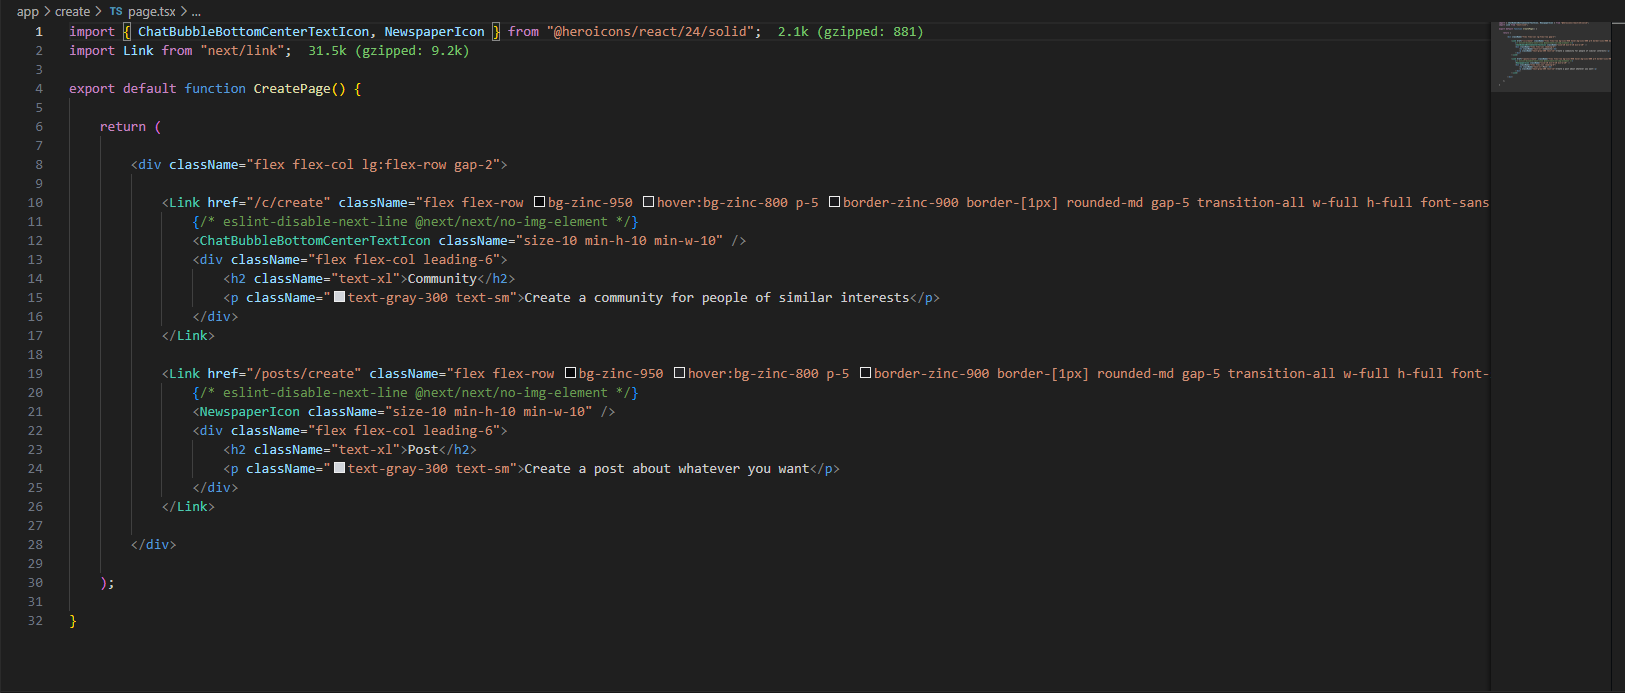 app > create > TS page.tsx > ...
1 import { ChatBubbleBottomCenterTextIcon, NewspaperIcon } from "@heroicons/react/24/solid"; 2.1k (gzipped: 881)
2 import Link from "next/link"; 31.5k (gzipped: 9.2k)
3
4 export default function CreatePage() {
5
6 return (
7
8 <div className="flex flex-col lg:flex-row gap-2">
9
10 <Link href="/c/create" className="flex flex-row bg-zinc-950 hover:bg-zinc-800 p-5 border-zinc-900 border-[1px] rounded-md gap-5 transition-all w-full h-full font-sans
11 {/* eslint-disable-next-line @next/next/no-img-element */}
12 <ChatBubbleBottomCenterTextIcon className="size-10 min-h-10 min-w-10" />
13 <div className="flex flex-col leading-6">
14 <h2 className="text-xl">Community</h2>
15 <p className="text-gray-300 text-sm">Create a community for people of similar interests</p>
16 </div>
17 </Link>
18
19 <Link href="/posts/create" className="flex flex-row bg-zinc-950 hover:bg-zinc-800 p-5 border-zinc-900 border-[1px] rounded-md gap-5 transition-all w-full h-full font-
20 {/* eslint-disable-next-line @next/next/no-img-element */}
21 <NewspaperIcon className="size-10 min-h-10 min-w-10" />
22 <div className="flex flex-col leading-6">
23 <h2 className="text-xl">Post</h2>
24 <p className="text-gray-300 text-sm">Create a post about whatever you want</p>
25 </div>
26 </Link>
27
28 </div>
29
30 );
31
32 }